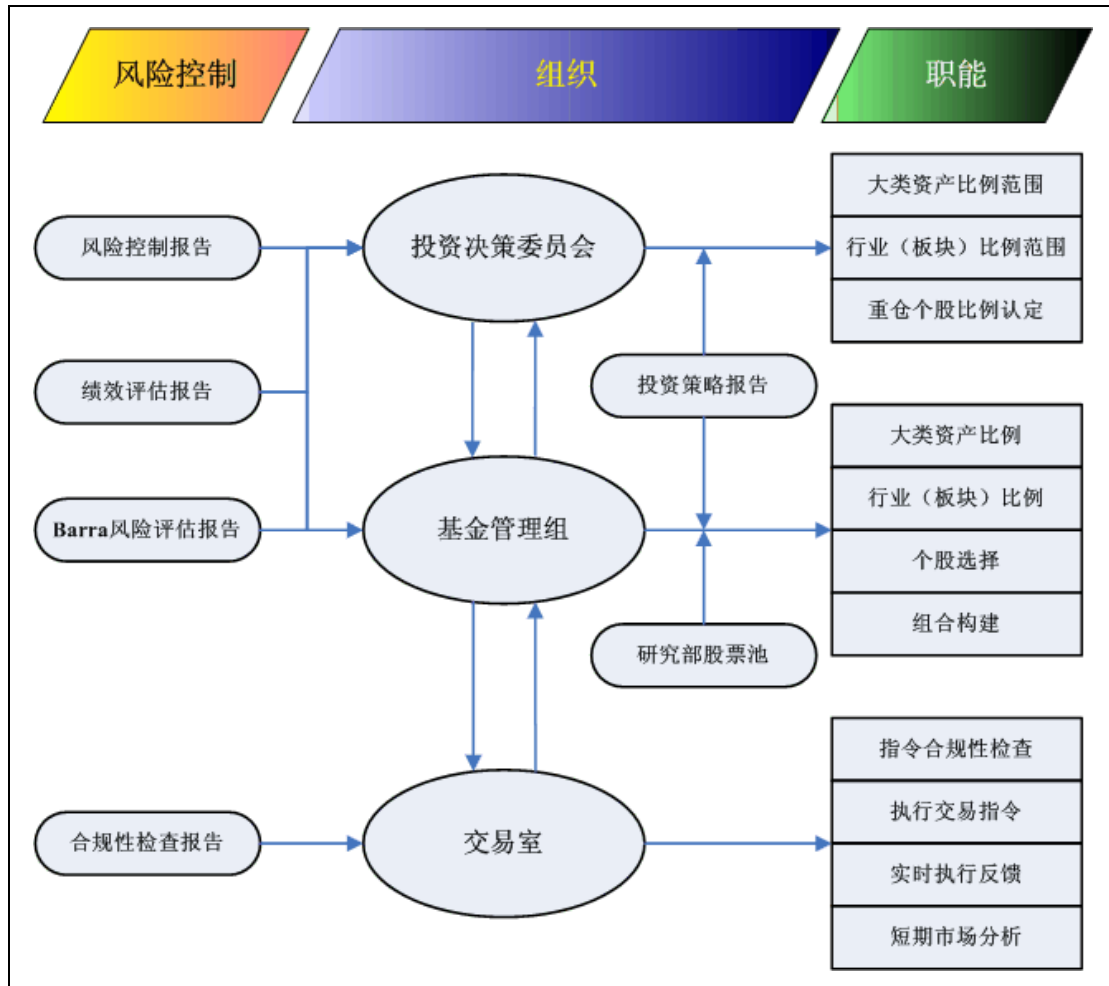 风险控制
组织
职能
风险控制报告
绩效评估报告
Barra风险评估报告
合规性检查报告
投资决策委员会
基金管理组
交易室
投资策略报告
研究部股票池
大类资产比例范围
行业（板块）比例范围
重仓个股比例认定
大类资产比例
行业（板块）比例
个股选择
组合构建
指令合规性检查
执行交易指令
实时执行反馈
短期市场分析